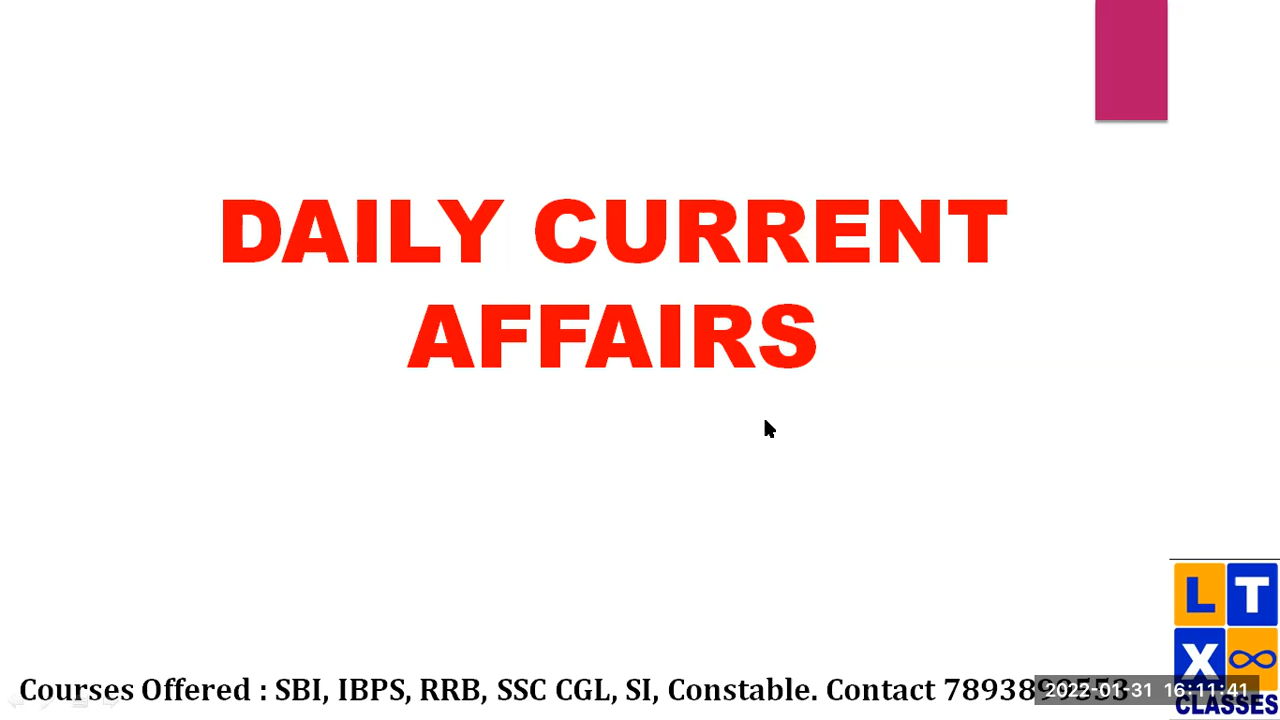 DAILY CURRENT
AFFAIRS
L T
X ∞
CLASSES
Courses Offered : SBI, IBPS, RRB, SSC CGL, SI, Constable. Contact
2022-01-31 16:11:41